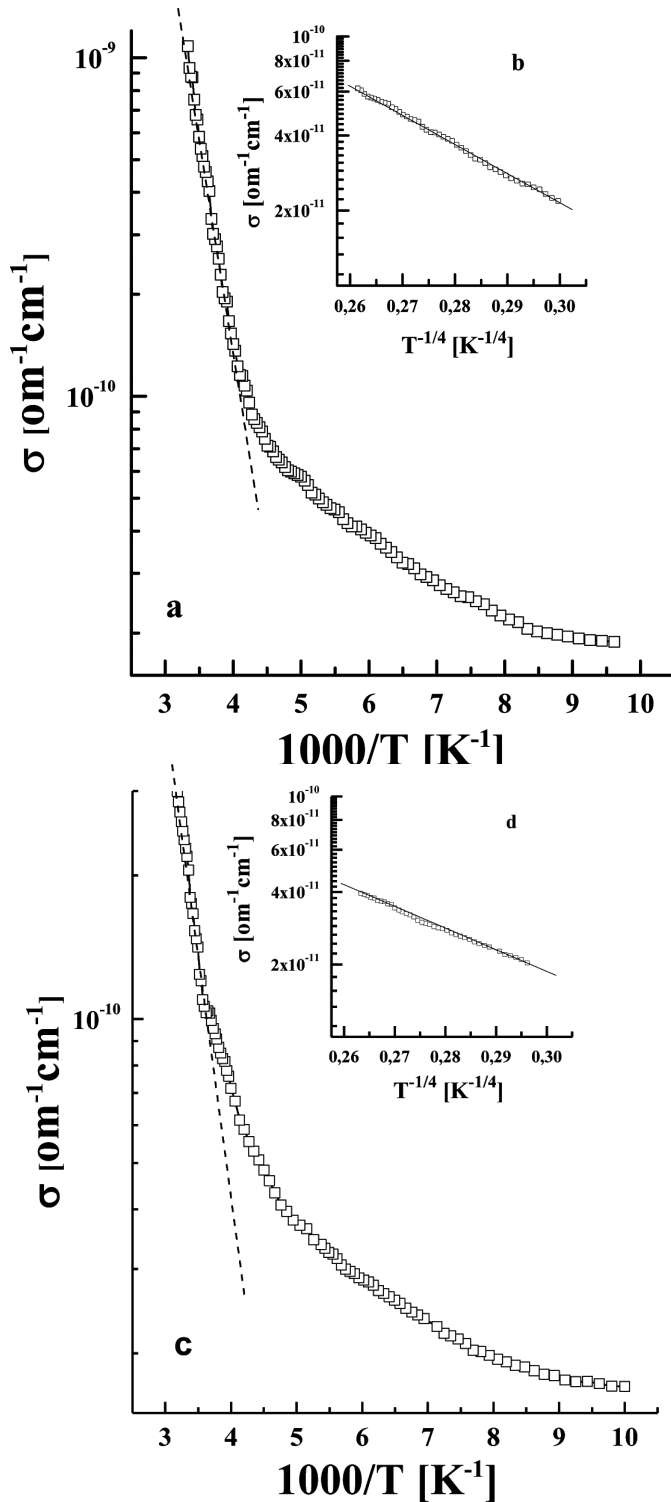 10⁻⁹
10⁻¹⁰
σ [om⁻¹cm⁻¹]
a
3 4 5 6 7 8 9 10
1000/T [K⁻¹]
b
10⁻¹⁰
8x10⁻¹¹
6x10⁻¹¹
4x10⁻¹¹
2x10⁻¹¹
σ [om⁻¹cm⁻¹]
0,26 0,27 0,28 0,29 0,30
T⁻¹/⁴ [K⁻¹/⁴]
10⁻¹⁰
σ [om⁻¹cm⁻¹]
c
3 4 5 6 7 8 9 10
1000/T [K⁻¹]
d
10⁻¹⁰
8x10⁻¹¹
6x10⁻¹¹
4x10⁻¹¹
2x10⁻¹¹
σ [om⁻¹cm⁻¹]
0,26 0,27 0,28 0,29 0,30
T⁻¹/⁴ [K⁻¹/⁴]